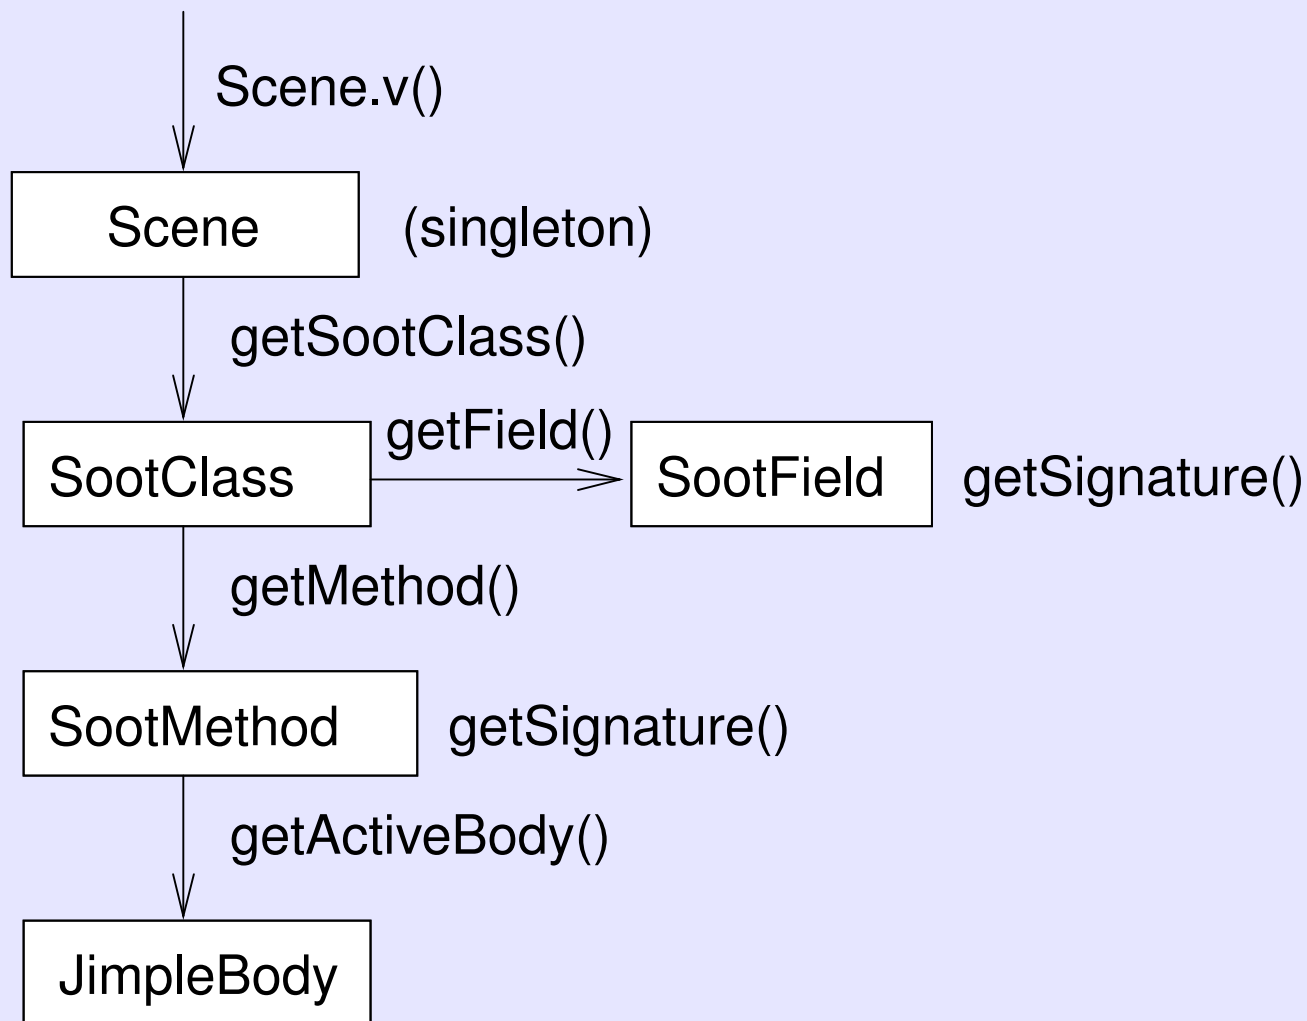 Scene.v()
Scene (singleton)
getSootClass()
getField()
SootClass SootField getSignature()
getMethod()
SootMethod getSignature()
getActiveBody()
JimpleBody